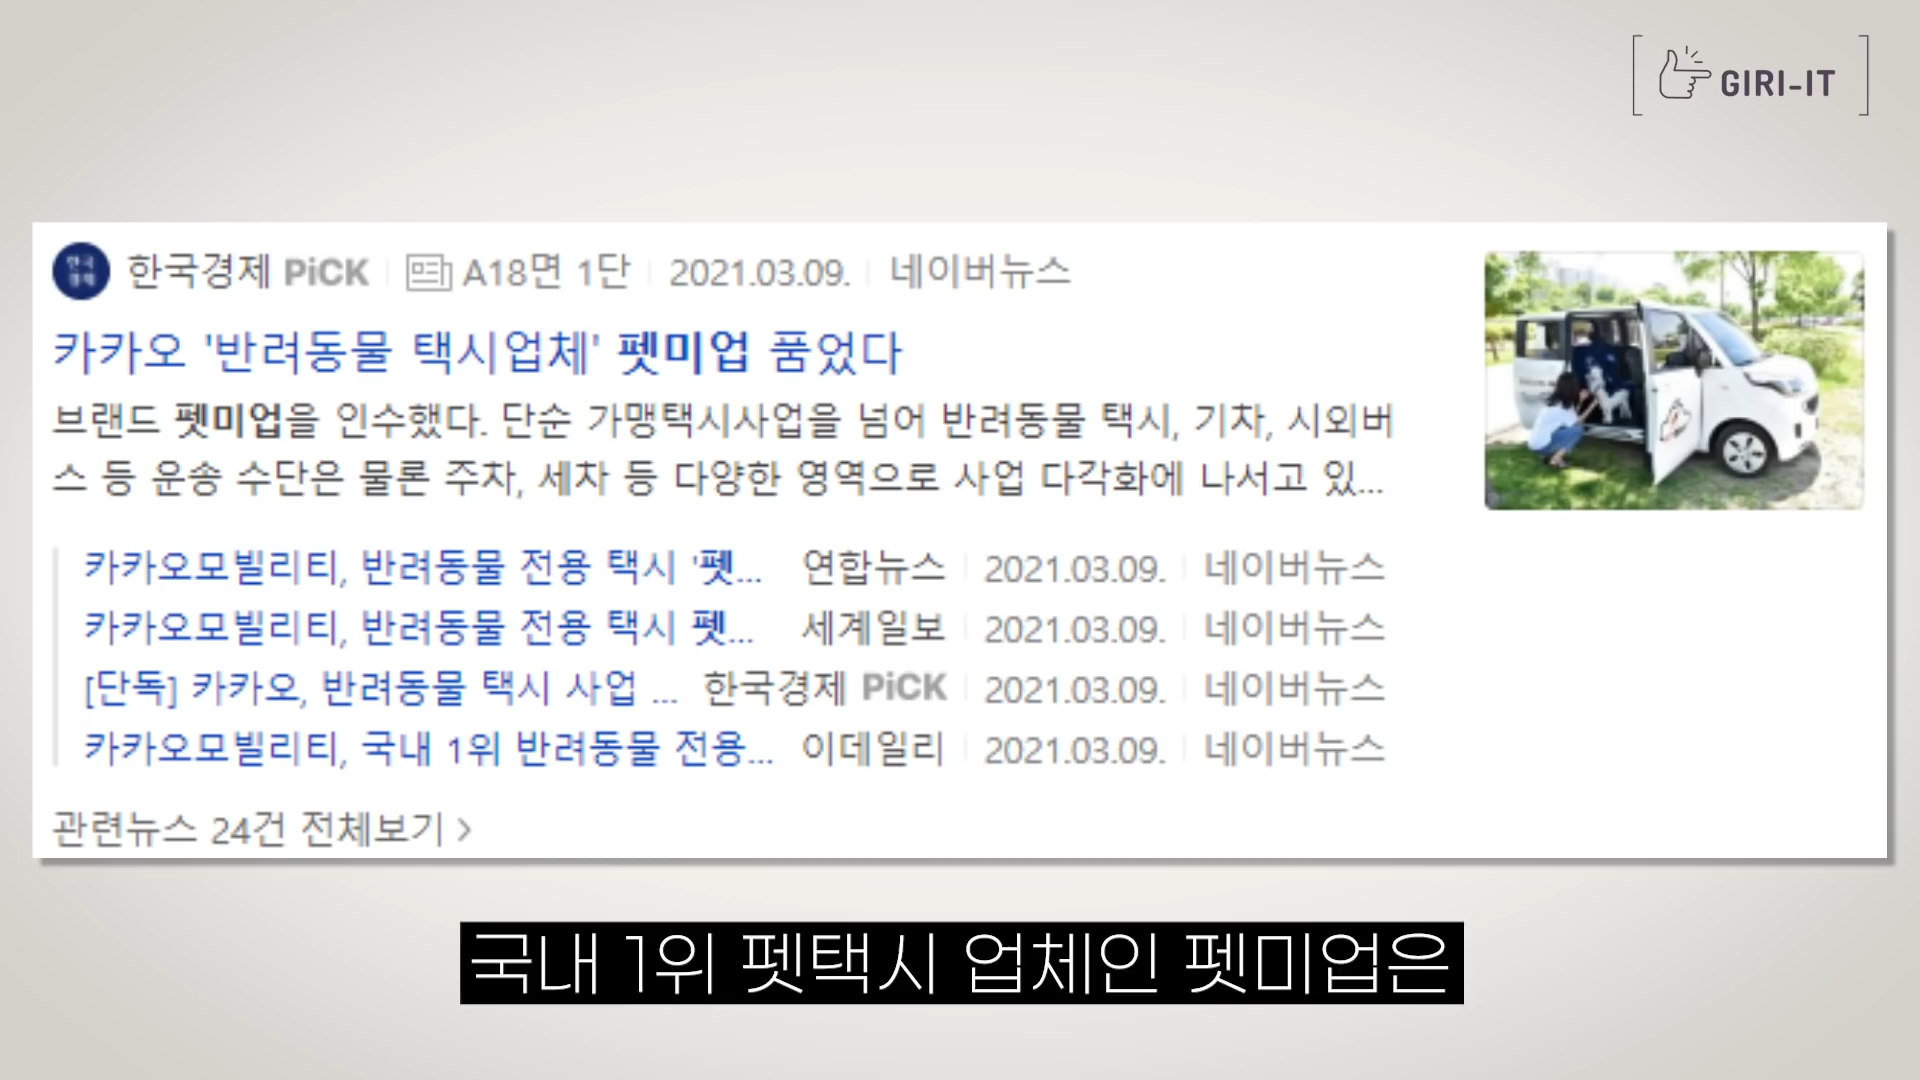 GIRI-IT
한국경제 PiCK A18면 1단 2021.03.09. 네이버뉴스
카카오 '반려동물 택시업체' 펫미업 품었다
브랜드 펫미업을 인수했다. 단순 가맹택시사업을 넘어 반려동물 택시, 기차, 시외버
스 등 운송 수단은 물론 주차, 세차 등 다양한 영역으로 사업 다각화에 나서고 있...
카카오모빌리티, 반려동물 전용 택시 '펫... 연합뉴스 2021.03.09. 네이버뉴스
카카오모빌리티, 반려동물 전용 택시 펫... 세계일보 2021.03.09. 네이버뉴스
[단독] 카카오, 반려동물 택시 사업 ... 한국경제 PiCK 2021.03.09. 네이버뉴스
카카오모빌리티, 국내 1위 반려동물 전용... 이데일리 2021.03.09. 네이버뉴스
관련뉴스 24건 전체보기 >
국내 1위 펫택시 업체인 펫미업은